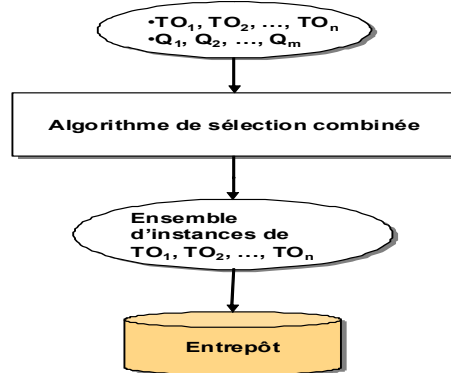 •TO₁, TO₂, ..., TOₙ
•Q₁, Q₂, ..., Qₘ
Algorithme de sélection combinée
Ensemble
d'instances de
TO₁, TO₂, ..., TOₙ
Entrepôt